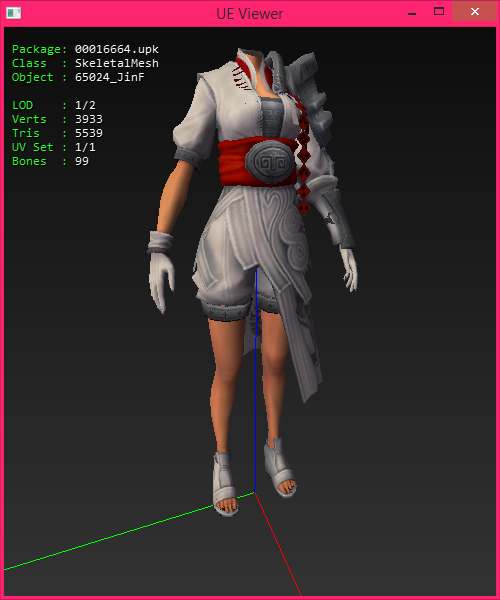 UE Viewer
Package: 00016664.upk
Class  : SkeletalMesh
Object : 65024_JinF
LOD    : 1/2
Verts  : 3933
Tris   : 5539
UV Set : 1/1
Bones  : 99